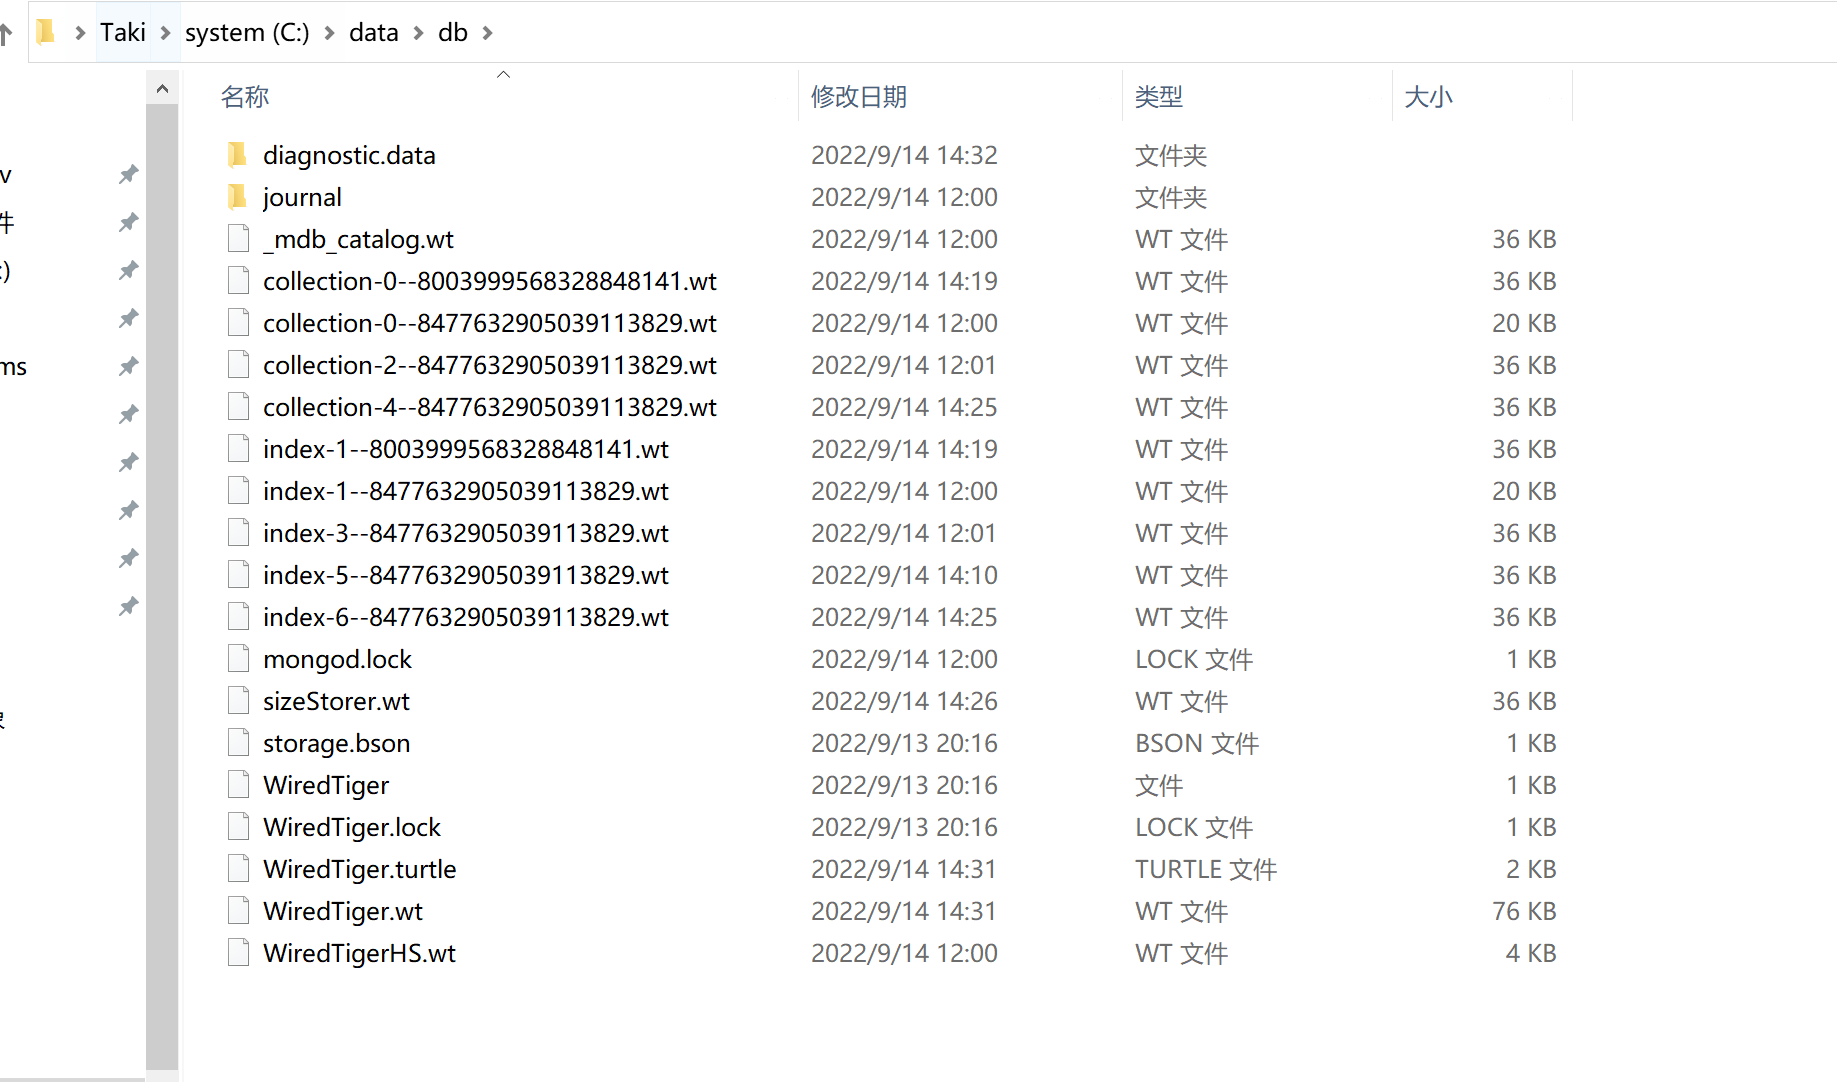 Taki system (C:) data db
名称 修改日期 类型 大小
diagnostic.data 2022/9/14 14:32 文件夹
journal 2022/9/14 12:00 文件夹
_mdb_catalog.wt 2022/9/14 12:00 WT 文件 36 KB
collection-0--8003999568328848141.wt 2022/9/14 14:19 WT 文件 36 KB
collection-0--8477632905039113829.wt 2022/9/14 12:00 WT 文件 20 KB
collection-2--8477632905039113829.wt 2022/9/14 12:01 WT 文件 36 KB
collection-4--8477632905039113829.wt 2022/9/14 14:25 WT 文件 36 KB
index-1--8003999568328848141.wt 2022/9/14 14:19 WT 文件 36 KB
index-1--8477632905039113829.wt 2022/9/14 12:00 WT 文件 20 KB
index-3--8477632905039113829.wt 2022/9/14 12:01 WT 文件 36 KB
index-5--8477632905039113829.wt 2022/9/14 14:10 WT 文件 36 KB
index-6--8477632905039113829.wt 2022/9/14 14:25 WT 文件 36 KB
mongod.lock 2022/9/14 12:00 LOCK 文件 1 KB
sizeStorer.wt 2022/9/14 14:26 WT 文件 36 KB
storage.bson 2022/9/13 20:16 BSON 文件 1 KB
WiredTiger 2022/9/13 20:16 文件 1 KB
WiredTiger.lock 2022/9/13 20:16 LOCK 文件 1 KB
WiredTiger.turtle 2022/9/14 14:31 TURTLE 文件 2 KB
WiredTiger.wt 2022/9/14 14:31 WT 文件 76 KB
WiredTigerHS.wt 2022/9/14 12:00 WT 文件 4 KB